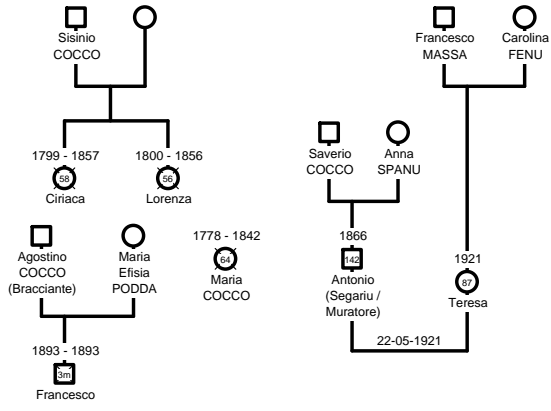 Sisinio
COCCO
1799 - 1857
58
Ciriaca
1800 - 1856
56
Lorenza
Agostino
COCCO
(Bracciante)
Maria
Efisia
PODDA
1893 - 1893
3m
Francesco
1778 - 1842
64
Maria
COCCO
Francesco
MASSA
Carolina
FENU
Saverio
COCCO
Anna
SPANU
1866
142
Antonio
(Segariu /
Muratore)
1921
87
Teresa
22-05-1921